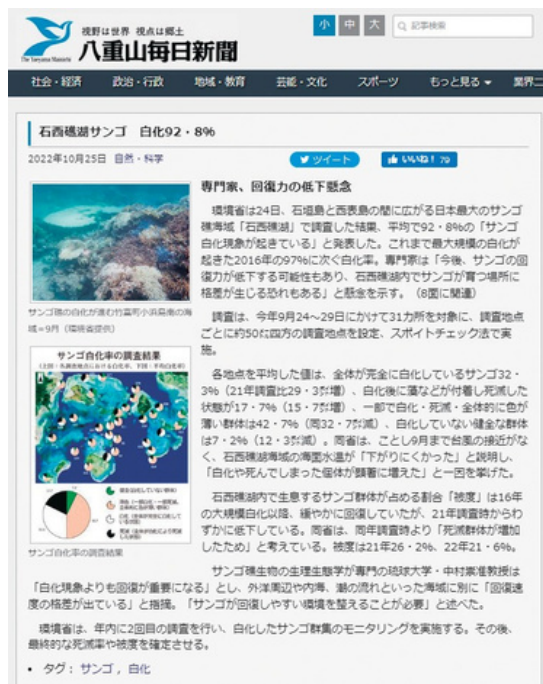 視野は世界 視点は郷土
八重山毎日新聞
The Yaeyama Mainichi
小 中 大
記事検索
社会・経済 政治・行政 地域・教育 芸能・文化 スポーツ もっと見る 業界ニ
石西礁湖サンゴ 白化92・8%
2022年10月25日 自然・科学
ツイート
いいね! 79
専門家、回復力の低下懸念
環境省は24日、石垣島と西表島の間に広がる日本最大のサンゴ
礁海域「石西礁湖」で調査した結果、平均で92・8%の「サンゴ
白化現象が起きている」と発表した。これまで最大規模の白化が
起きた2016年の97%に次ぐ白化率。専門家は「今後、サンゴの回
復力が低下する可能性もあり、石西礁湖内でサンゴが育つ場所に
格差が生じる恐れもある」と懸念を示す。(8面に関連)
サンゴ礁の白化が進む竹富町小浜島南の海
域=9月(環境省提供)
調査は、今年9月24~29日にかけて31カ所を対象に、調査地点
ごとに約50㍍四方の調査地点を設定、スポイトチェック法で実
施。
サンゴ白化率の調査結果
各地点を平均した値は、全体が完全に白化しているサンゴ32・
3%(21年調査比29・3㌽増)、白化後に藻などが付着し死滅した
状態が17・7%(15・7㌽増)、一部で白化・死滅・全体的に色が
薄い群体は42・7%(同32・7㌽減)、白化していない健全な群体
は7・2%(12・3㌽減)。同省は、ことし9月まで台風の接近がな
く、石西礁湖海域の海面水温が「下がりにくかった」と説明し、
「白化や死んでしまった個体が顕著に増えた」と一因を挙げた。
石西礁湖内で生息するサンゴ群体が占める割合「被度」は16年
の大規模白化以降、緩やかに回復していたが、21年調査時からわ
ずかに低下している。同省は、同年調査時より「死滅群体が増加
したため」と考えている。被度は21年26・2%、22年21・6%。
サンゴ白化率の調査結果
サンゴ礁生物の生理生態学が専門の琉球大学・中村崇准教授は
「白化現象よりも回復が重要になる」とし、外洋周辺や内海、潮の流れといった海域に別に「回復速
度の格差が出ている」と指摘。「サンゴが回復しやすい環境を整えることが必要」と述べた。
環境省は、年内に2回目の調査を行い、白化したサンゴ群集のモニタリングを実施する。その後、
最終的な死滅率や被度を確定させる。
• タグ: サンゴ, 白化